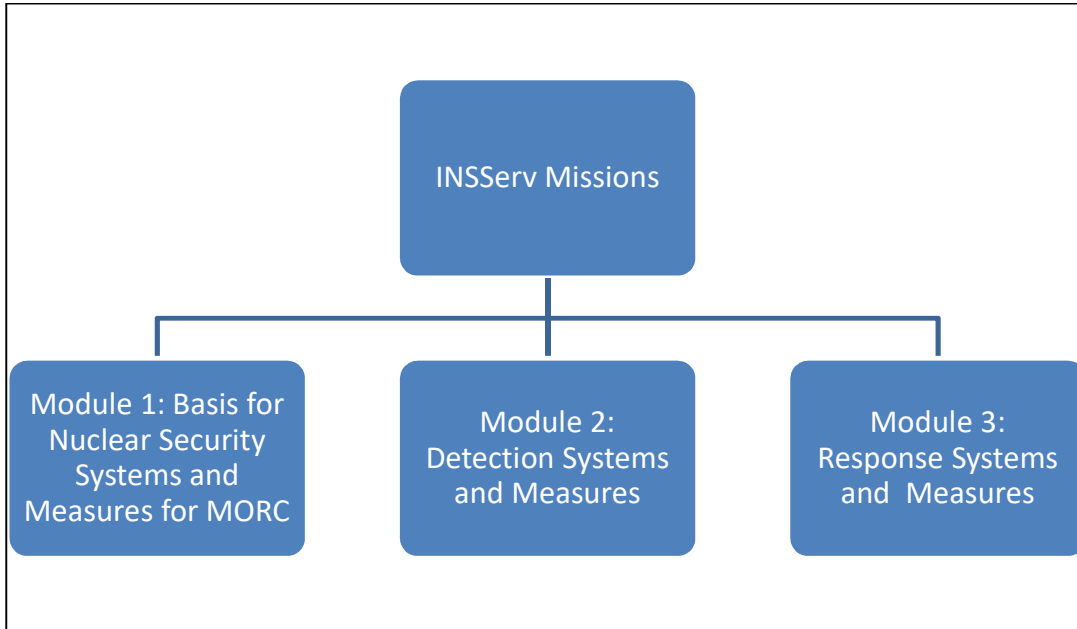 INSServ Missions
Module 1: Basis for
Nuclear Security
Systems and
Measures for MORC
Module 2:
Detection Systems
and Measures
Module 3:
Response Systems
and Measures